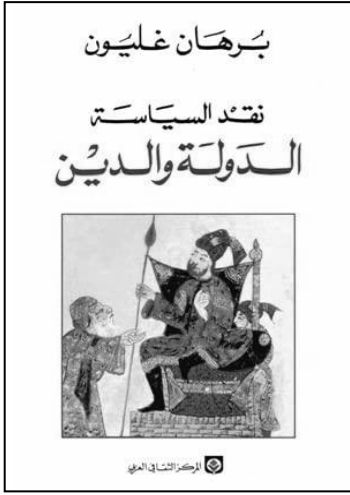 برهان غليون
نقد السياسة
الدولة والدين
المركز الثقافي العربي